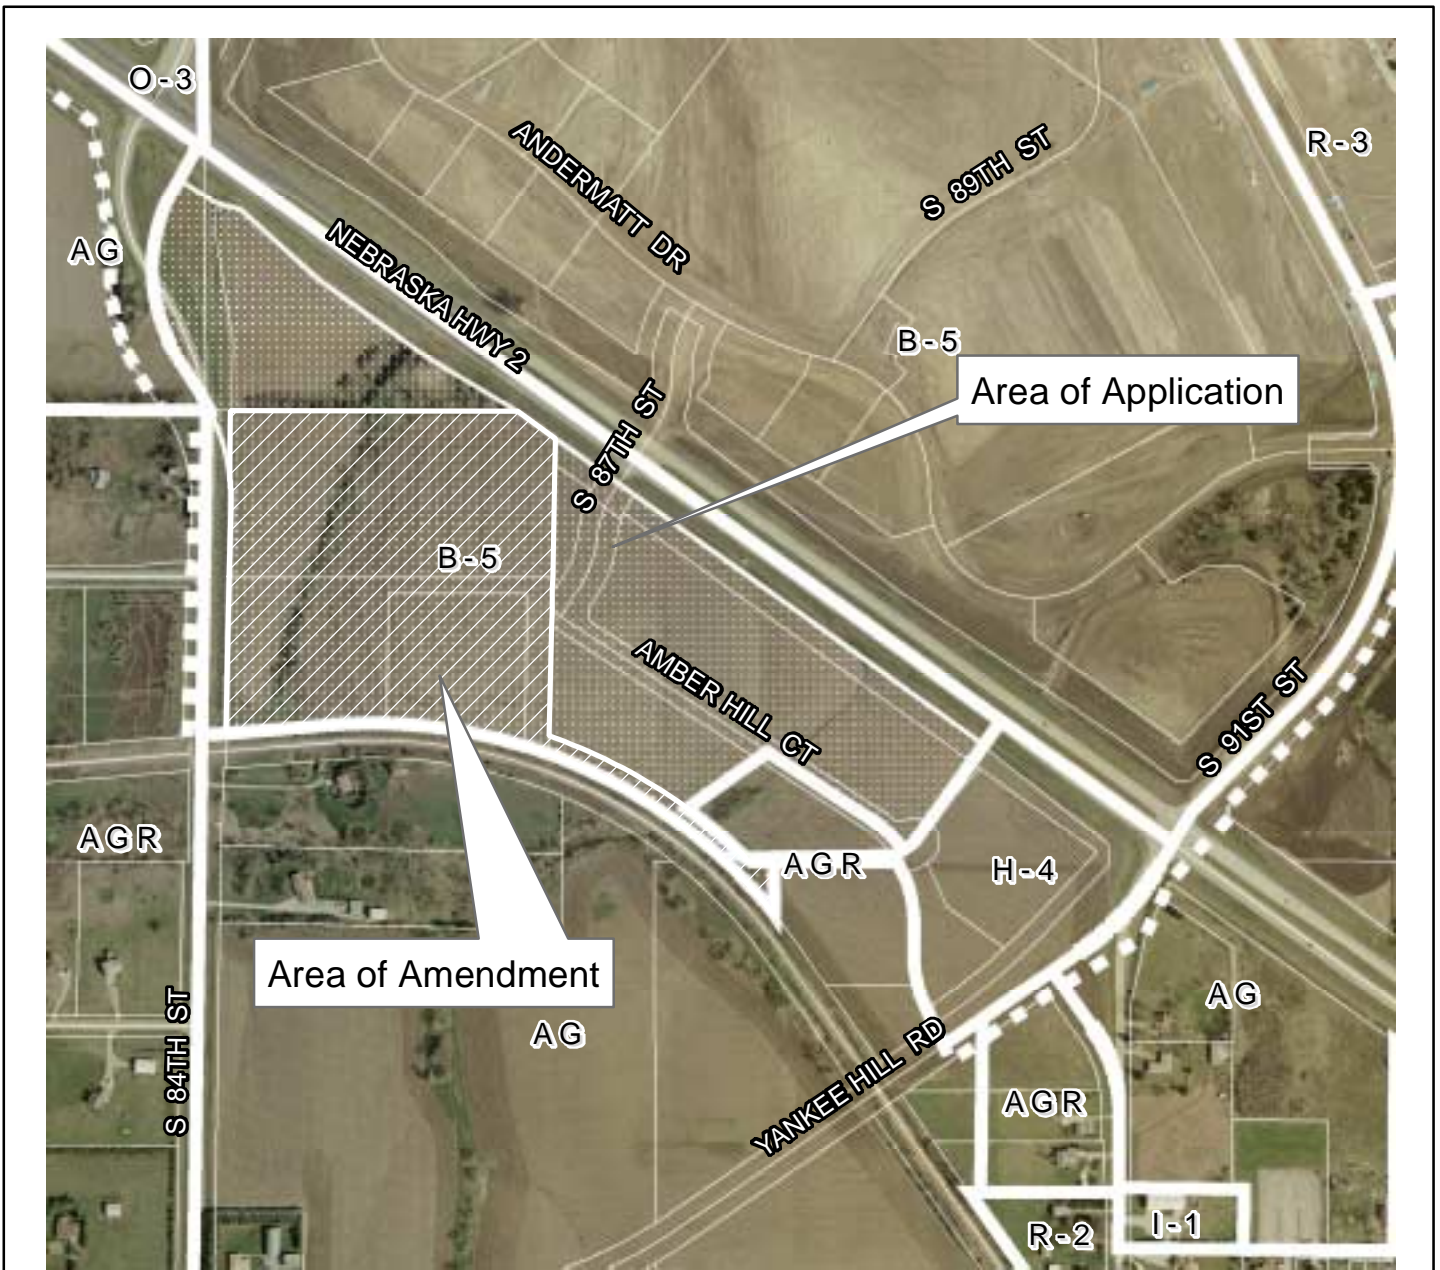 O-3
R-3
ANDERMATT DR
S 89TH ST
AG
NEBRASKA HWY 2
B-5
Area of Application
S 87TH ST
B-5
AMBER HILL CT
S 91ST ST
AGR
AGR
H-4
Area of Amendment
AG
AG
S 84TH ST
YANKEE HILL RD
AGR
R-2
I-1